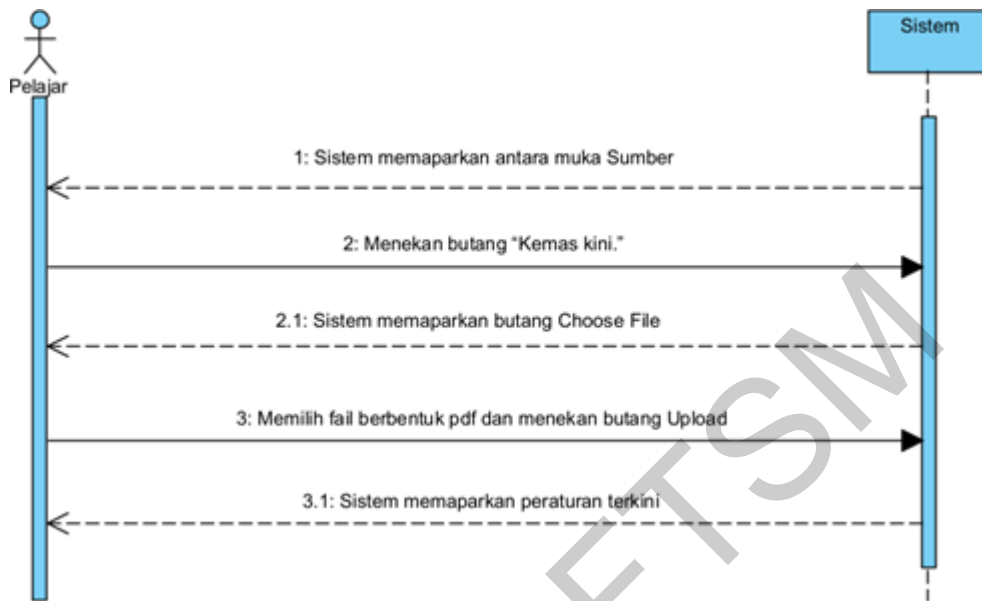 Sistem
Pelajar
1: Sistem memaparkan antara muka Sumber
2: Menekan butang “Kemas kini.”
2.1: Sistem memaparkan butang Choose File
3: Memilih fail berbentuk pdf dan menekan butang Upload
3.1: Sistem memaparkan peraturan terkini
FTSM